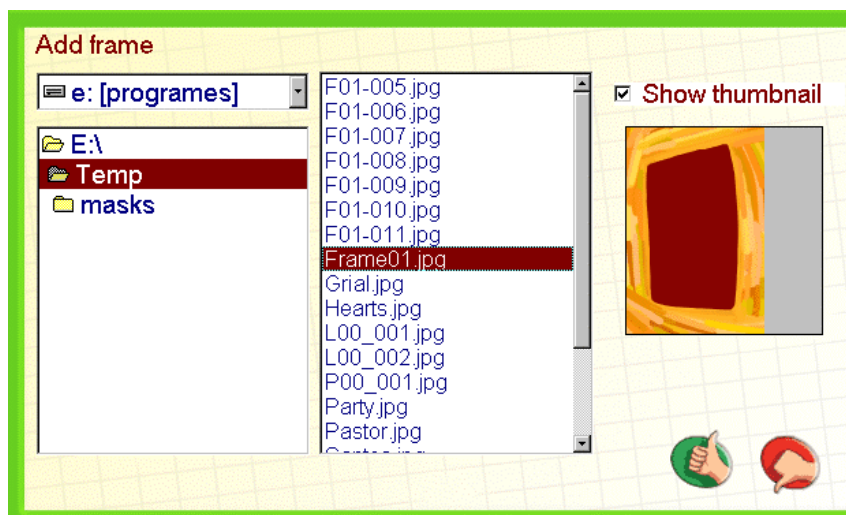 Add frame
e: [programes]
E:\
Temp
masks
F01-005.jpg
F01-006.jpg
F01-007.jpg
F01-008.jpg
F01-009.jpg
F01-010.jpg
F01-011.jpg
Frame01.jpg
Grial.jpg
Hearts.jpg
L00_001.jpg
L00_002.jpg
P00_001.jpg
Party.jpg
Pastor.jpg
Show thumbnail